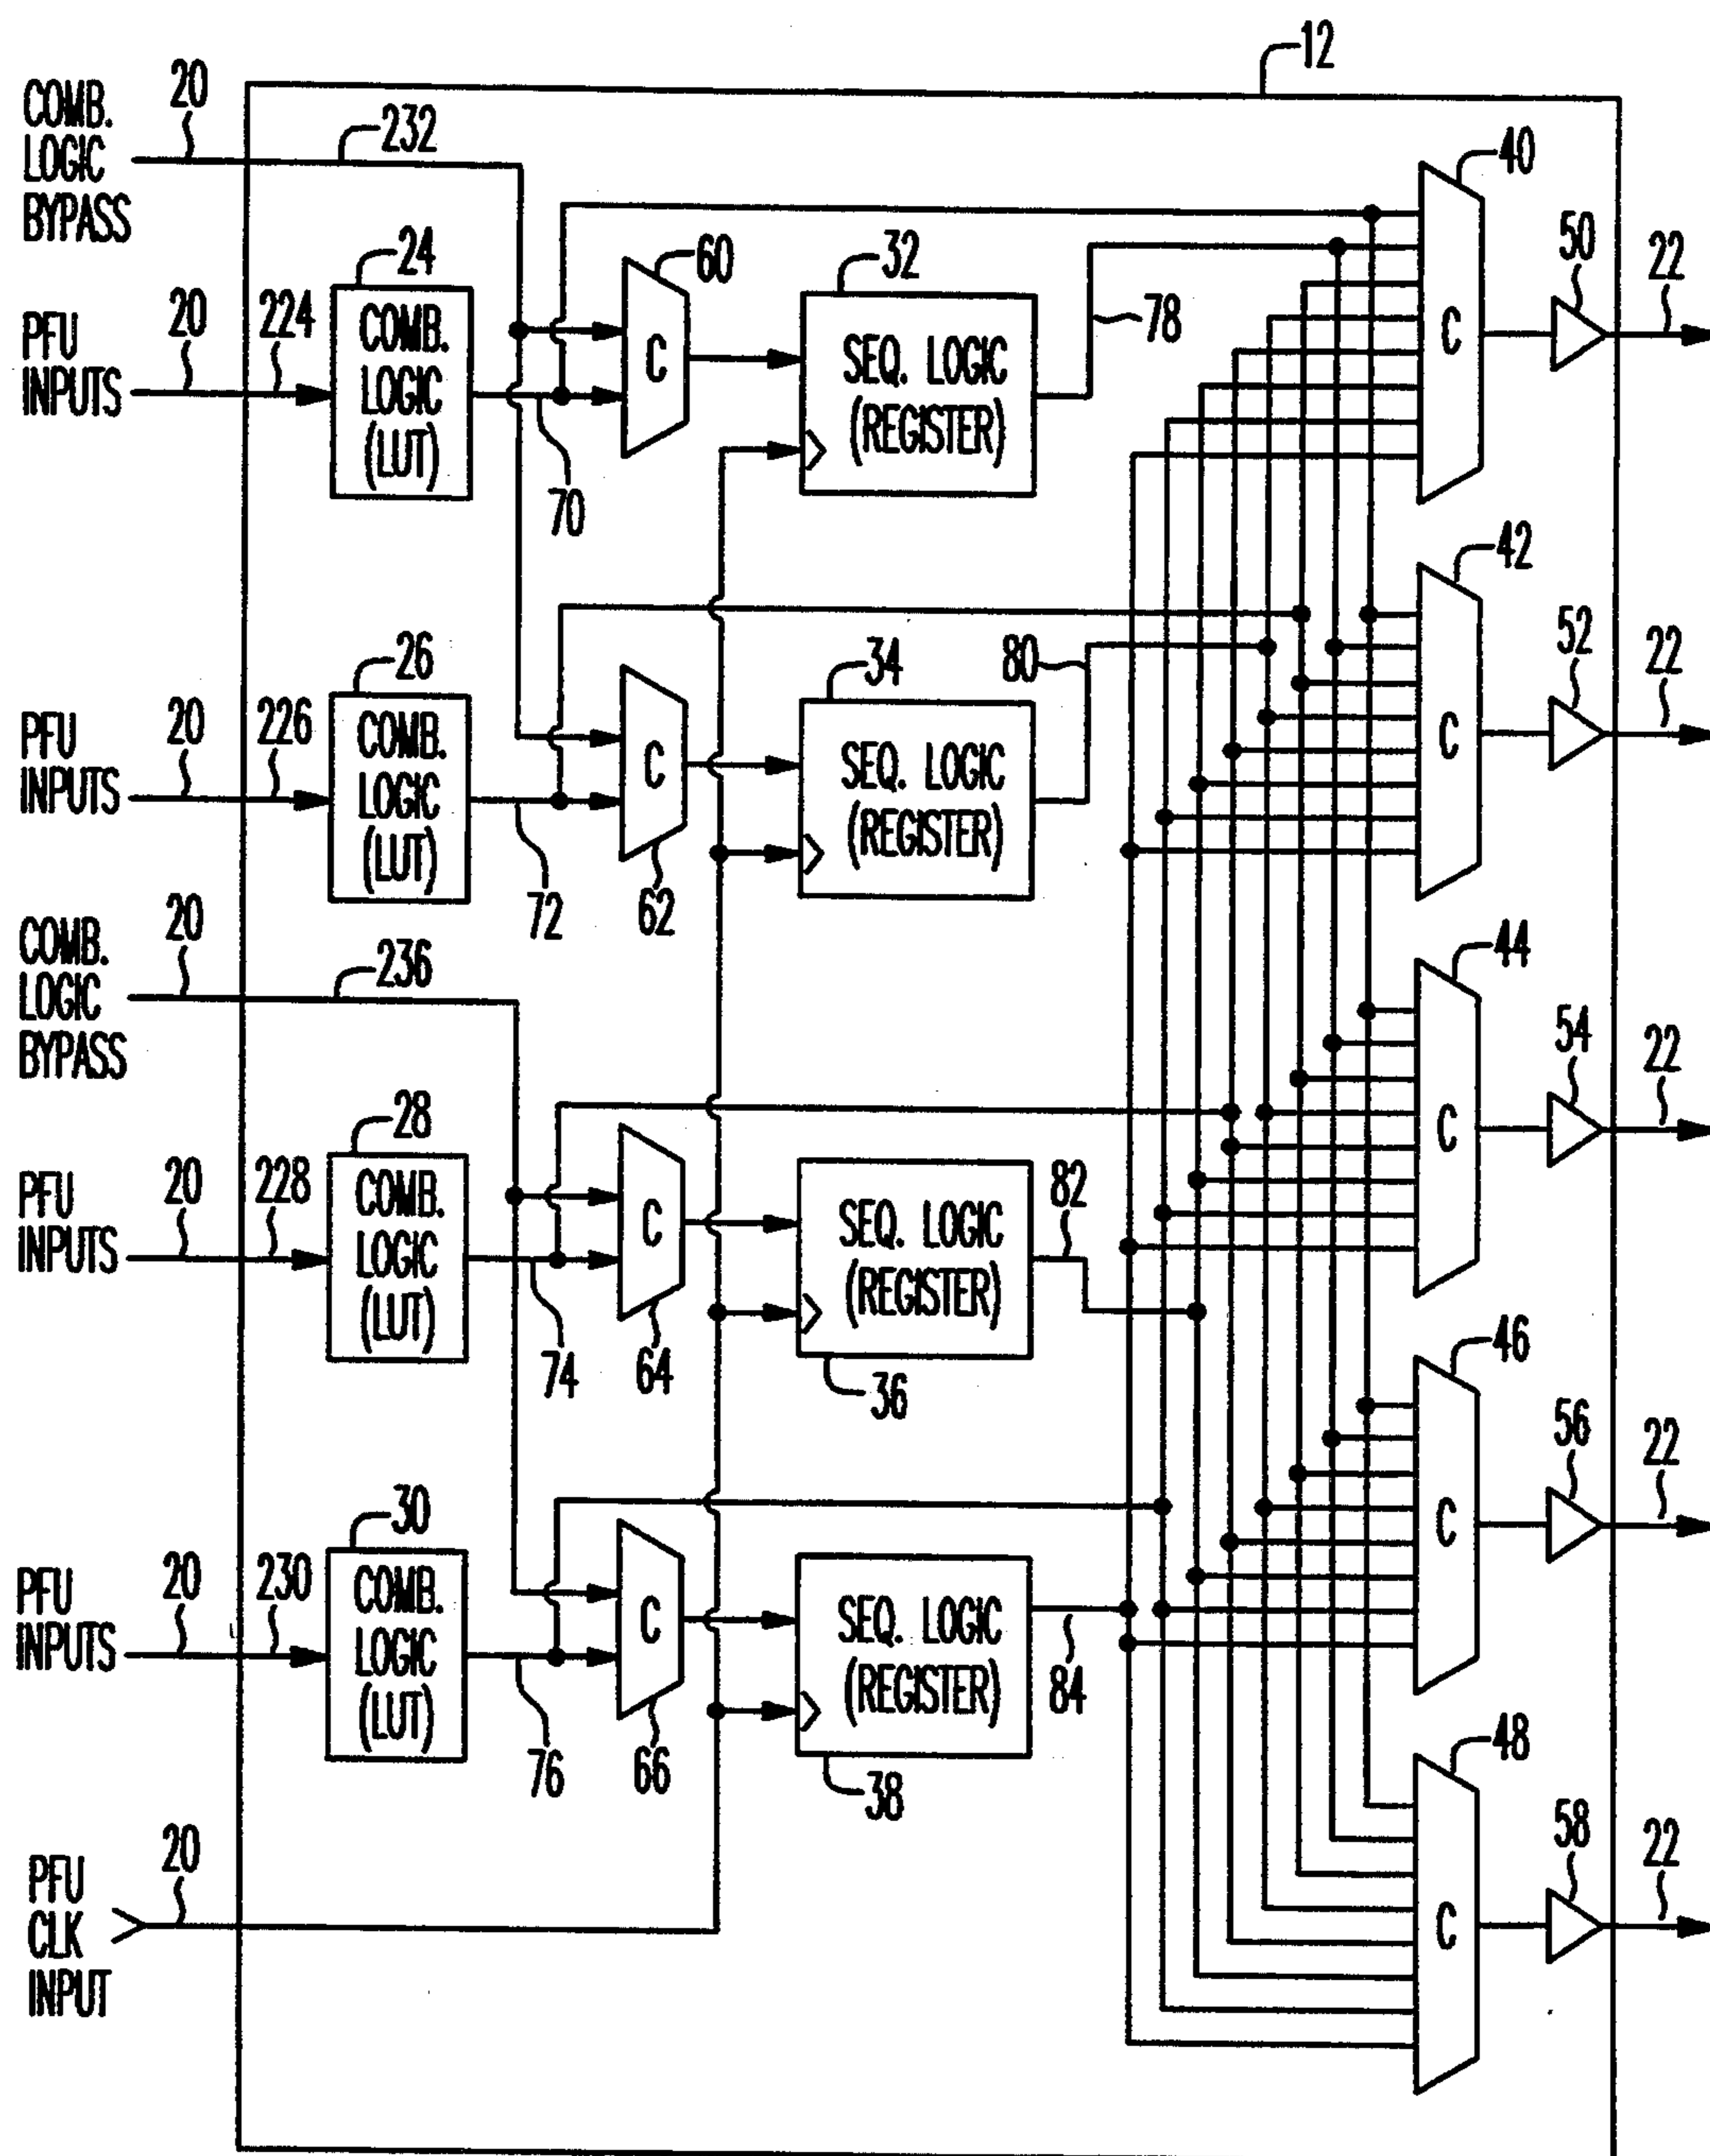 12
COMB.
LOGIC
BYPASS
20
232
40
PFU
INPUTS
20
224
24
COMB.
LOGIC
(LUT)
70
60
C
32
SEQ. LOGIC
(REGISTER)
78
C
50
22
42
PFU
INPUTS
20
226
26
COMB.
LOGIC
(LUT)
72
C
62
34
SEQ. LOGIC
(REGISTER)
80
C
52
22
COMB.
LOGIC
BYPASS
20
236
44
PFU
INPUTS
20
228
28
COMB.
LOGIC
(LUT)
74
C
64
SEQ. LOGIC
(REGISTER)
36
82
C
54
22
46
PFU
INPUTS
20
230
30
COMB.
LOGIC
(LUT)
76
C
66
SEQ. LOGIC
(REGISTER)
38
84
C
56
22
48
PFU
CLK
INPUT
20
C
58
22